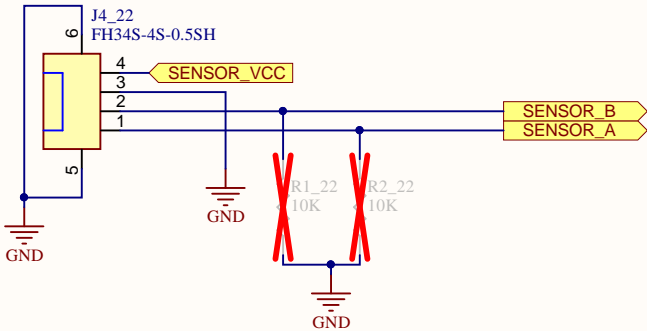 J4_22
FH34S-4S-0.5SH
6
4
SENSOR_VCC
3
2
SENSOR_B
1
SENSOR_A
5
R1_22
R2_22
10K
10K
GND
GND
GND